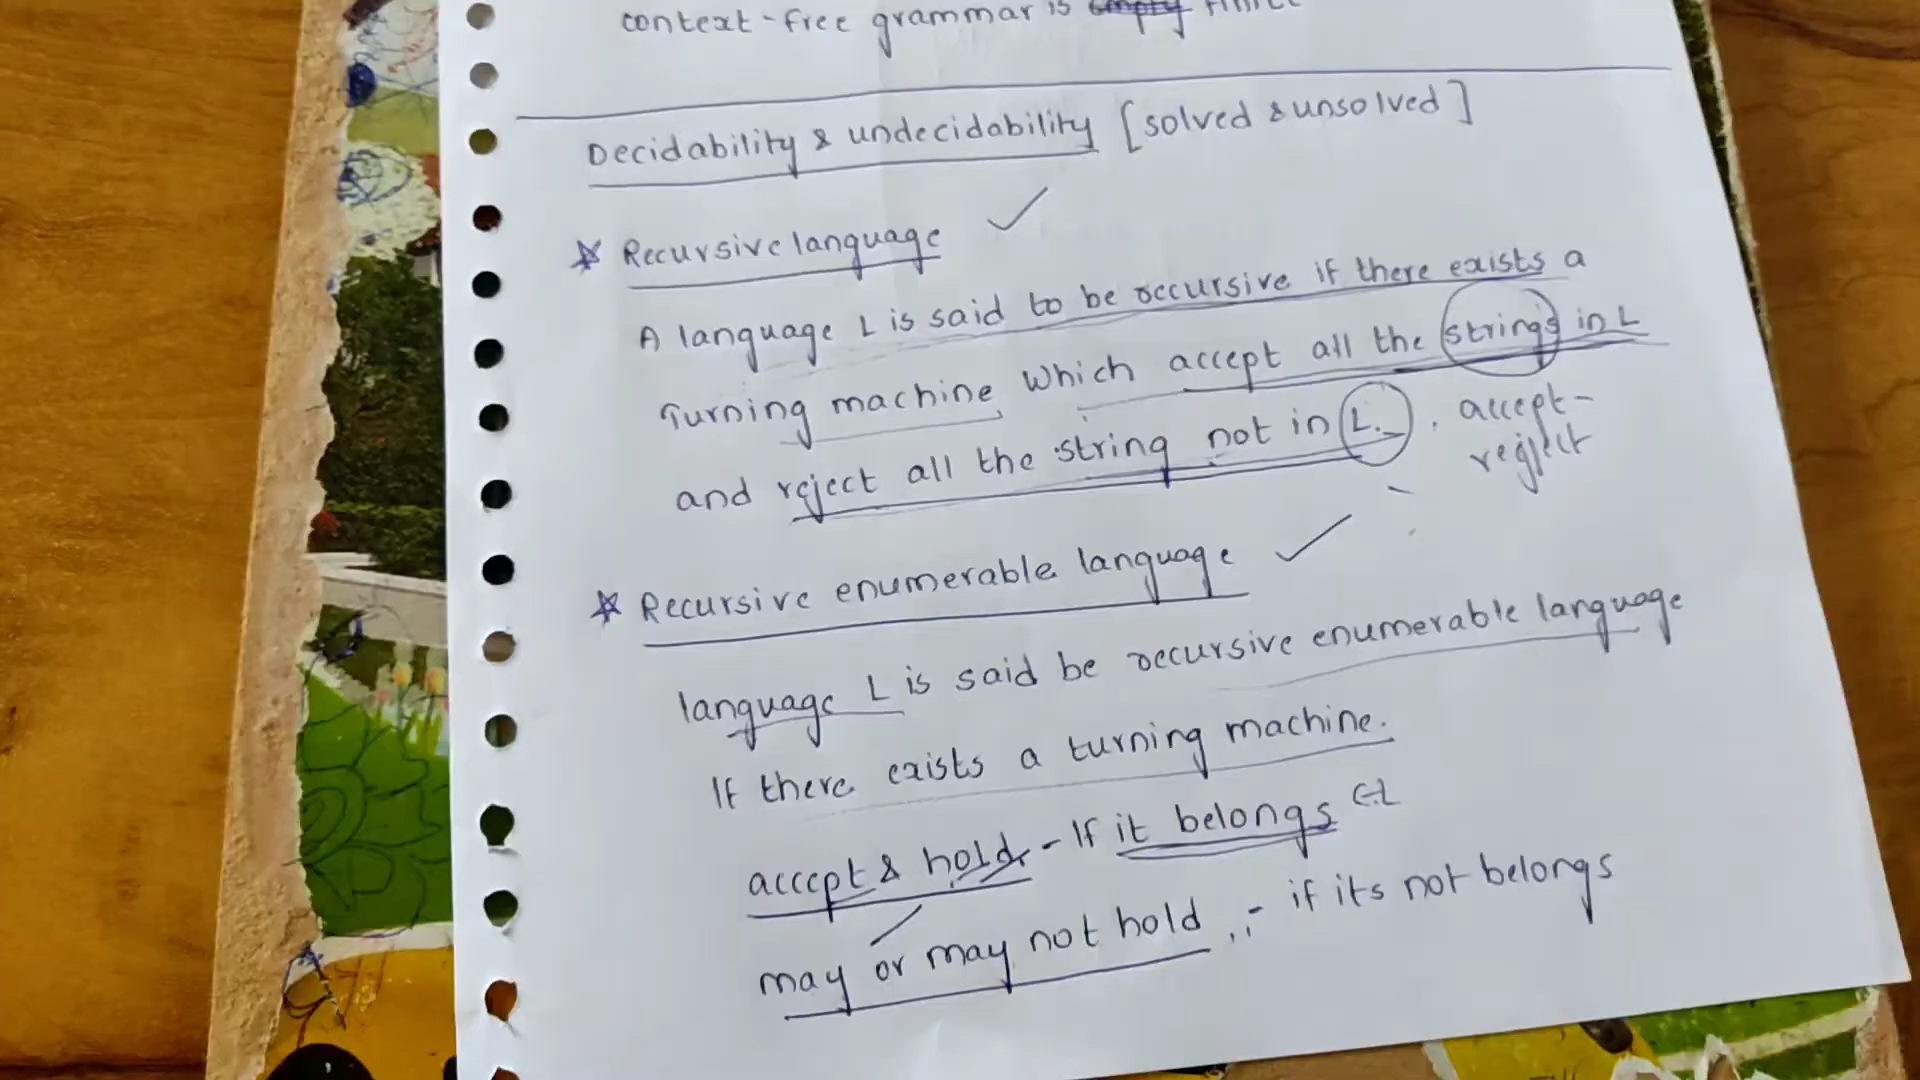 context-free grammar is empty finite
Decidability & undecidability [solved & unsolved]
Recursive language
A language L is said to be recursive if there exists a
Turning machine which accept all the strings in L
and reject all the string not in L. . accept-
regject
Recursive enumerable language
language L is said be recursive enumerable language
If there exists a turning machine.
accept & hold - If it belongs ∈L
may or may not hold - if its not belongs